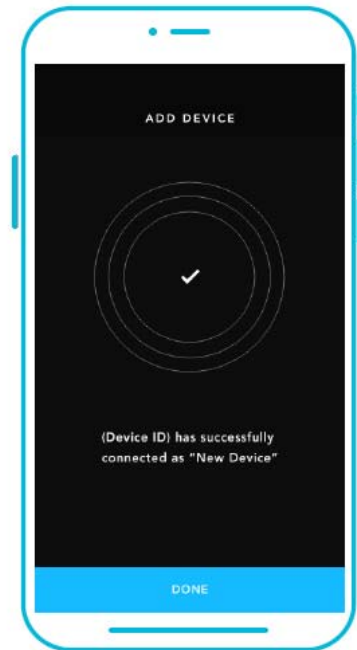 ADD DEVICE
(Device ID) has successfully
connected as “New Device”
DONE